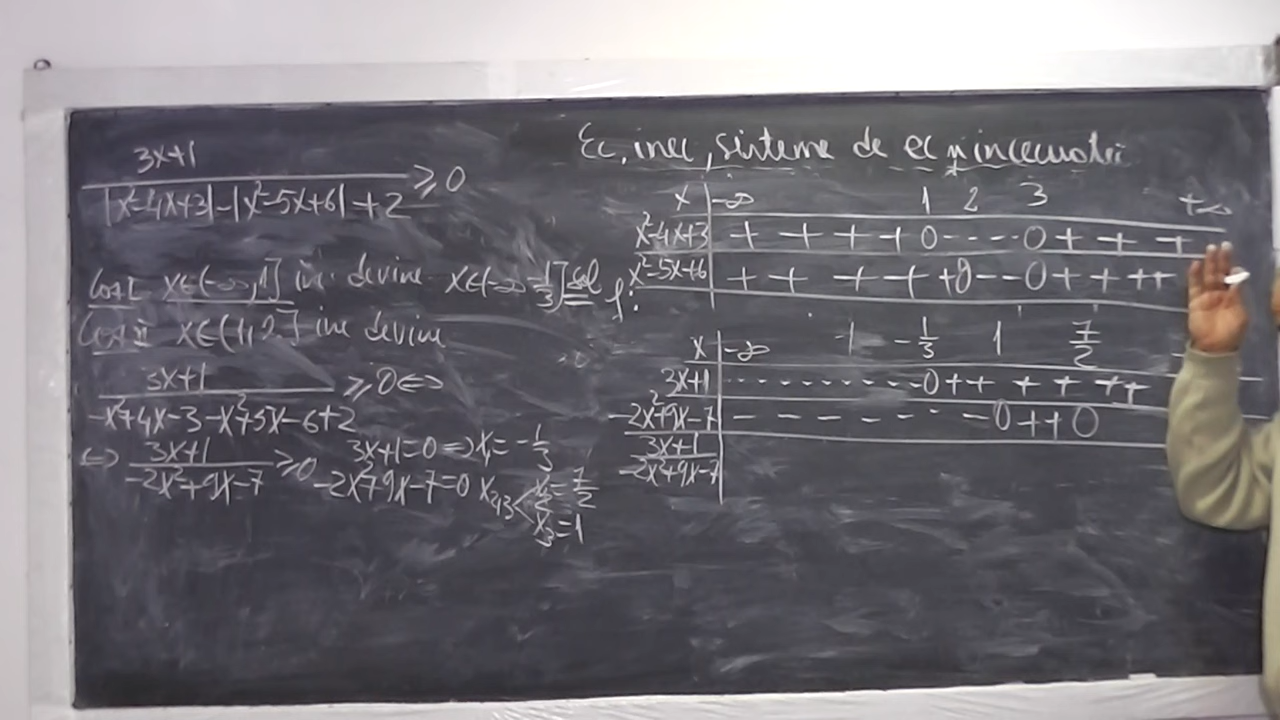 3x+1
|x²-4x+3|-|x²-5x+6|+2 ≥ 0
Caz I x∈(-∞,1] in devine x∈(-∞ -1/3] sol
Caz II x∈(1,2] ine devine
3x+1
-x²+4x-3-x²+5x-6+2 ≥ 0 ⇔
⇔ 3x+1 / -2x²+9x-7 ≥ 0
3x+1=0 ⇒ x₁=-1/3
-2x²+9x-7=0 x₂,₃ x₂=7/2
x₃=1
Ec, inec, sisteme de ec
x -∞ 1 2 3 +∞
x²-4x+3 + + + + 0 - - - - 0 + + +
x²-5x+6 + + + + + 0 - - 0 + + + +
x -∞ -1/3 1 7/2
3x+1 - - - - - - - - - - 0 + + + + + +
-2x²+9x-7 - - - - - - - 0 + + 0
3x+1
-2x²+9x-7